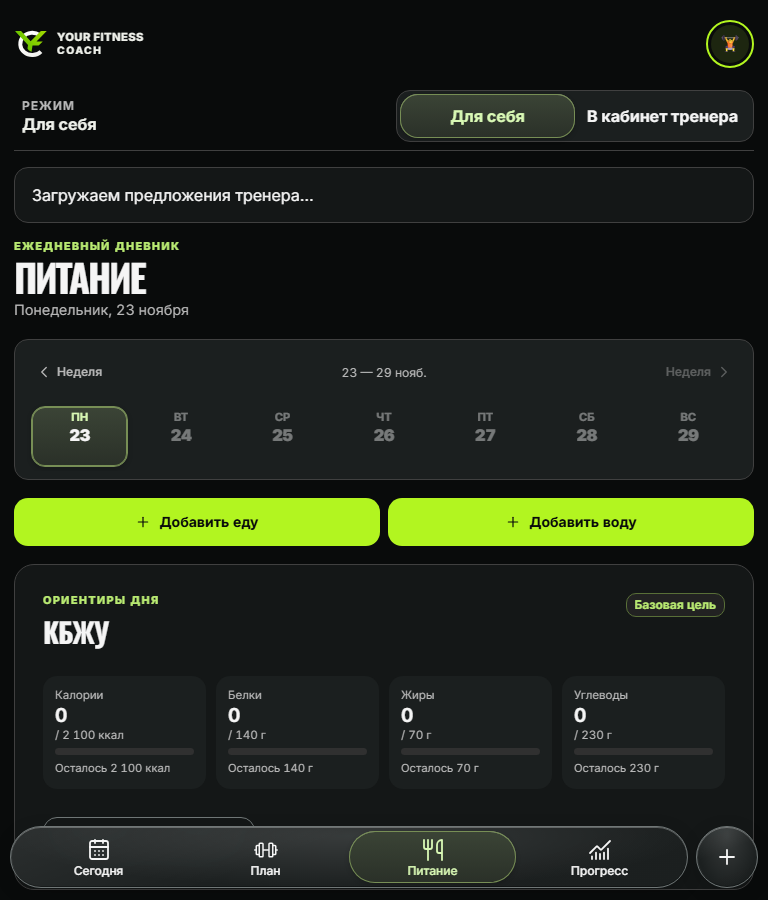 YOUR FITNESS
COACH
РЕЖИМ
Для себя
Для себя
В кабинет тренера
Загружаем предложения тренера...
ЕЖЕДНЕВНЫЙ ДНЕВНИК
ПИТАНИЕ
Понедельник, 23 ноября
Неделя
23 — 29 нояб.
Неделя
ПН
23
ВТ
24
СР
25
ЧТ
26
ПТ
27
СБ
28
ВС
29
+ Добавить еду
+ Добавить воду
ОРИЕНТИРЫ ДНЯ
Базовая цель
КБЖУ
Калории
0
/ 2 100 ккал
Осталось 2 100 ккал
Белки
0
/ 140 г
Осталось 140 г
Жиры
0
/ 70 г
Осталось 70 г
Углеводы
0
/ 230 г
Осталось 230 г
Сегодня
План
Питание
Прогресс
+